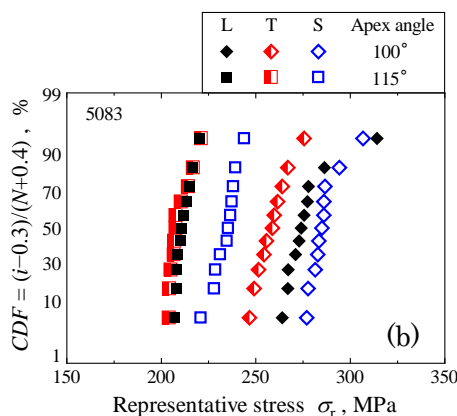 L T S Apex angle
100°
115°
99
90
70
50
30
10
1
5083
(b)
CDF = (i−0.3)/(N+0.4) , %
150 200 250 300 350
Representative stress σr , MPa